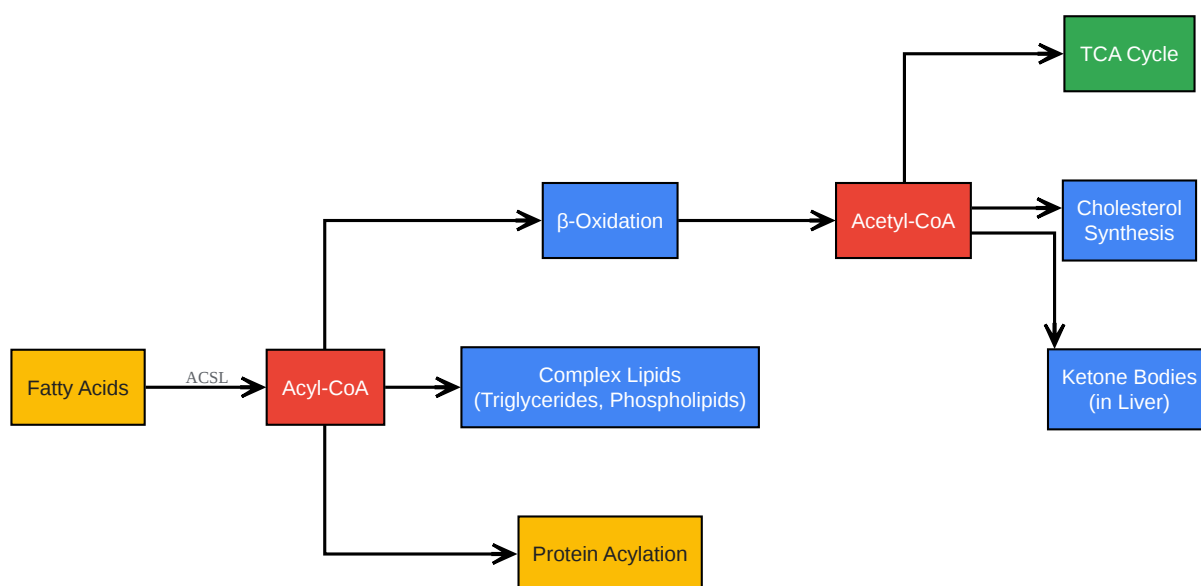 TCA Cycle
β-Oxidation
Acetyl-CoA
Cholesterol
Synthesis
Fatty Acids
ACSL
Acyl-CoA
Complex Lipids
(Triglycerides, Phospholipids)
Ketone Bodies
(in Liver)
Protein Acylation